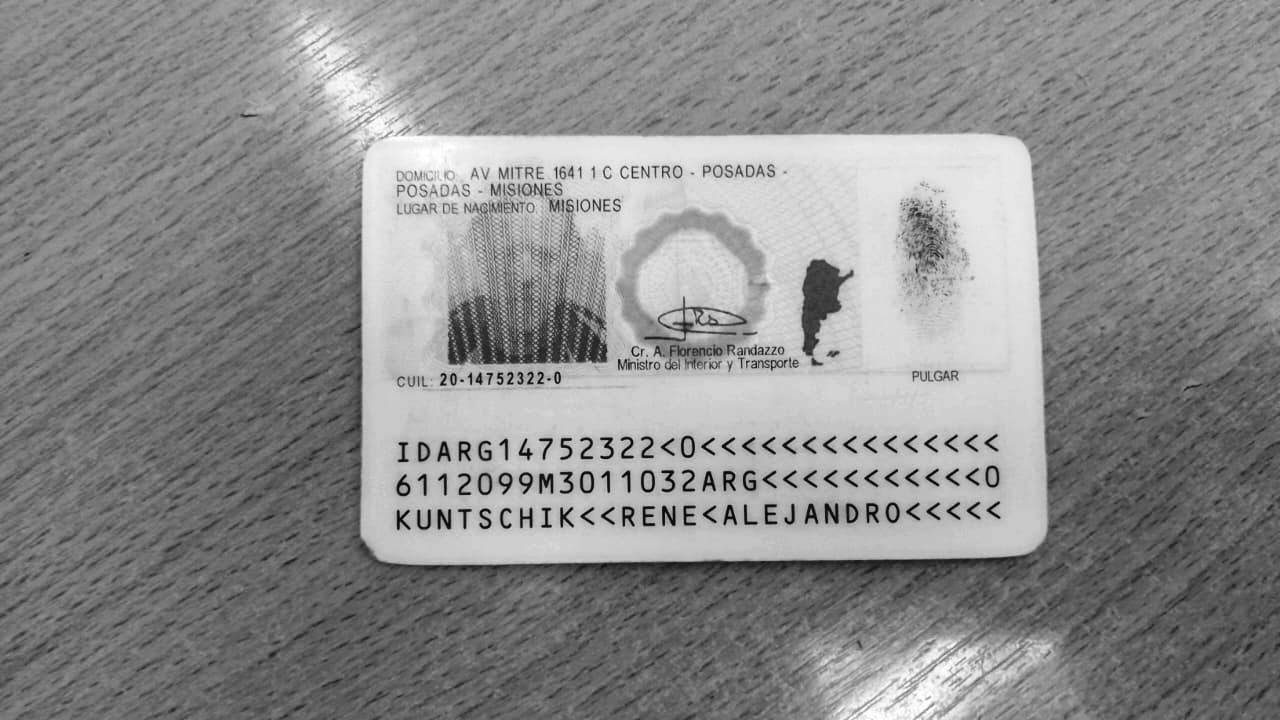 DOMICILIO: AV MITRE 1641 1 C CENTRO - POSADAS -
POSADAS - MISIONES
LUGAR DE NACIMIENTO: MISIONES
Cr. A. Florencio Randazzo
Ministro del Interior y Transporte
CUIL: 20-14752322-0
PULGAR
IDARG14752322<0<<<<<<<<<<<<<<<
6112099M3011032ARG<<<<<<<<<<<0
KUNTSCHIK<<RENE<ALEJANDRO<<<<<